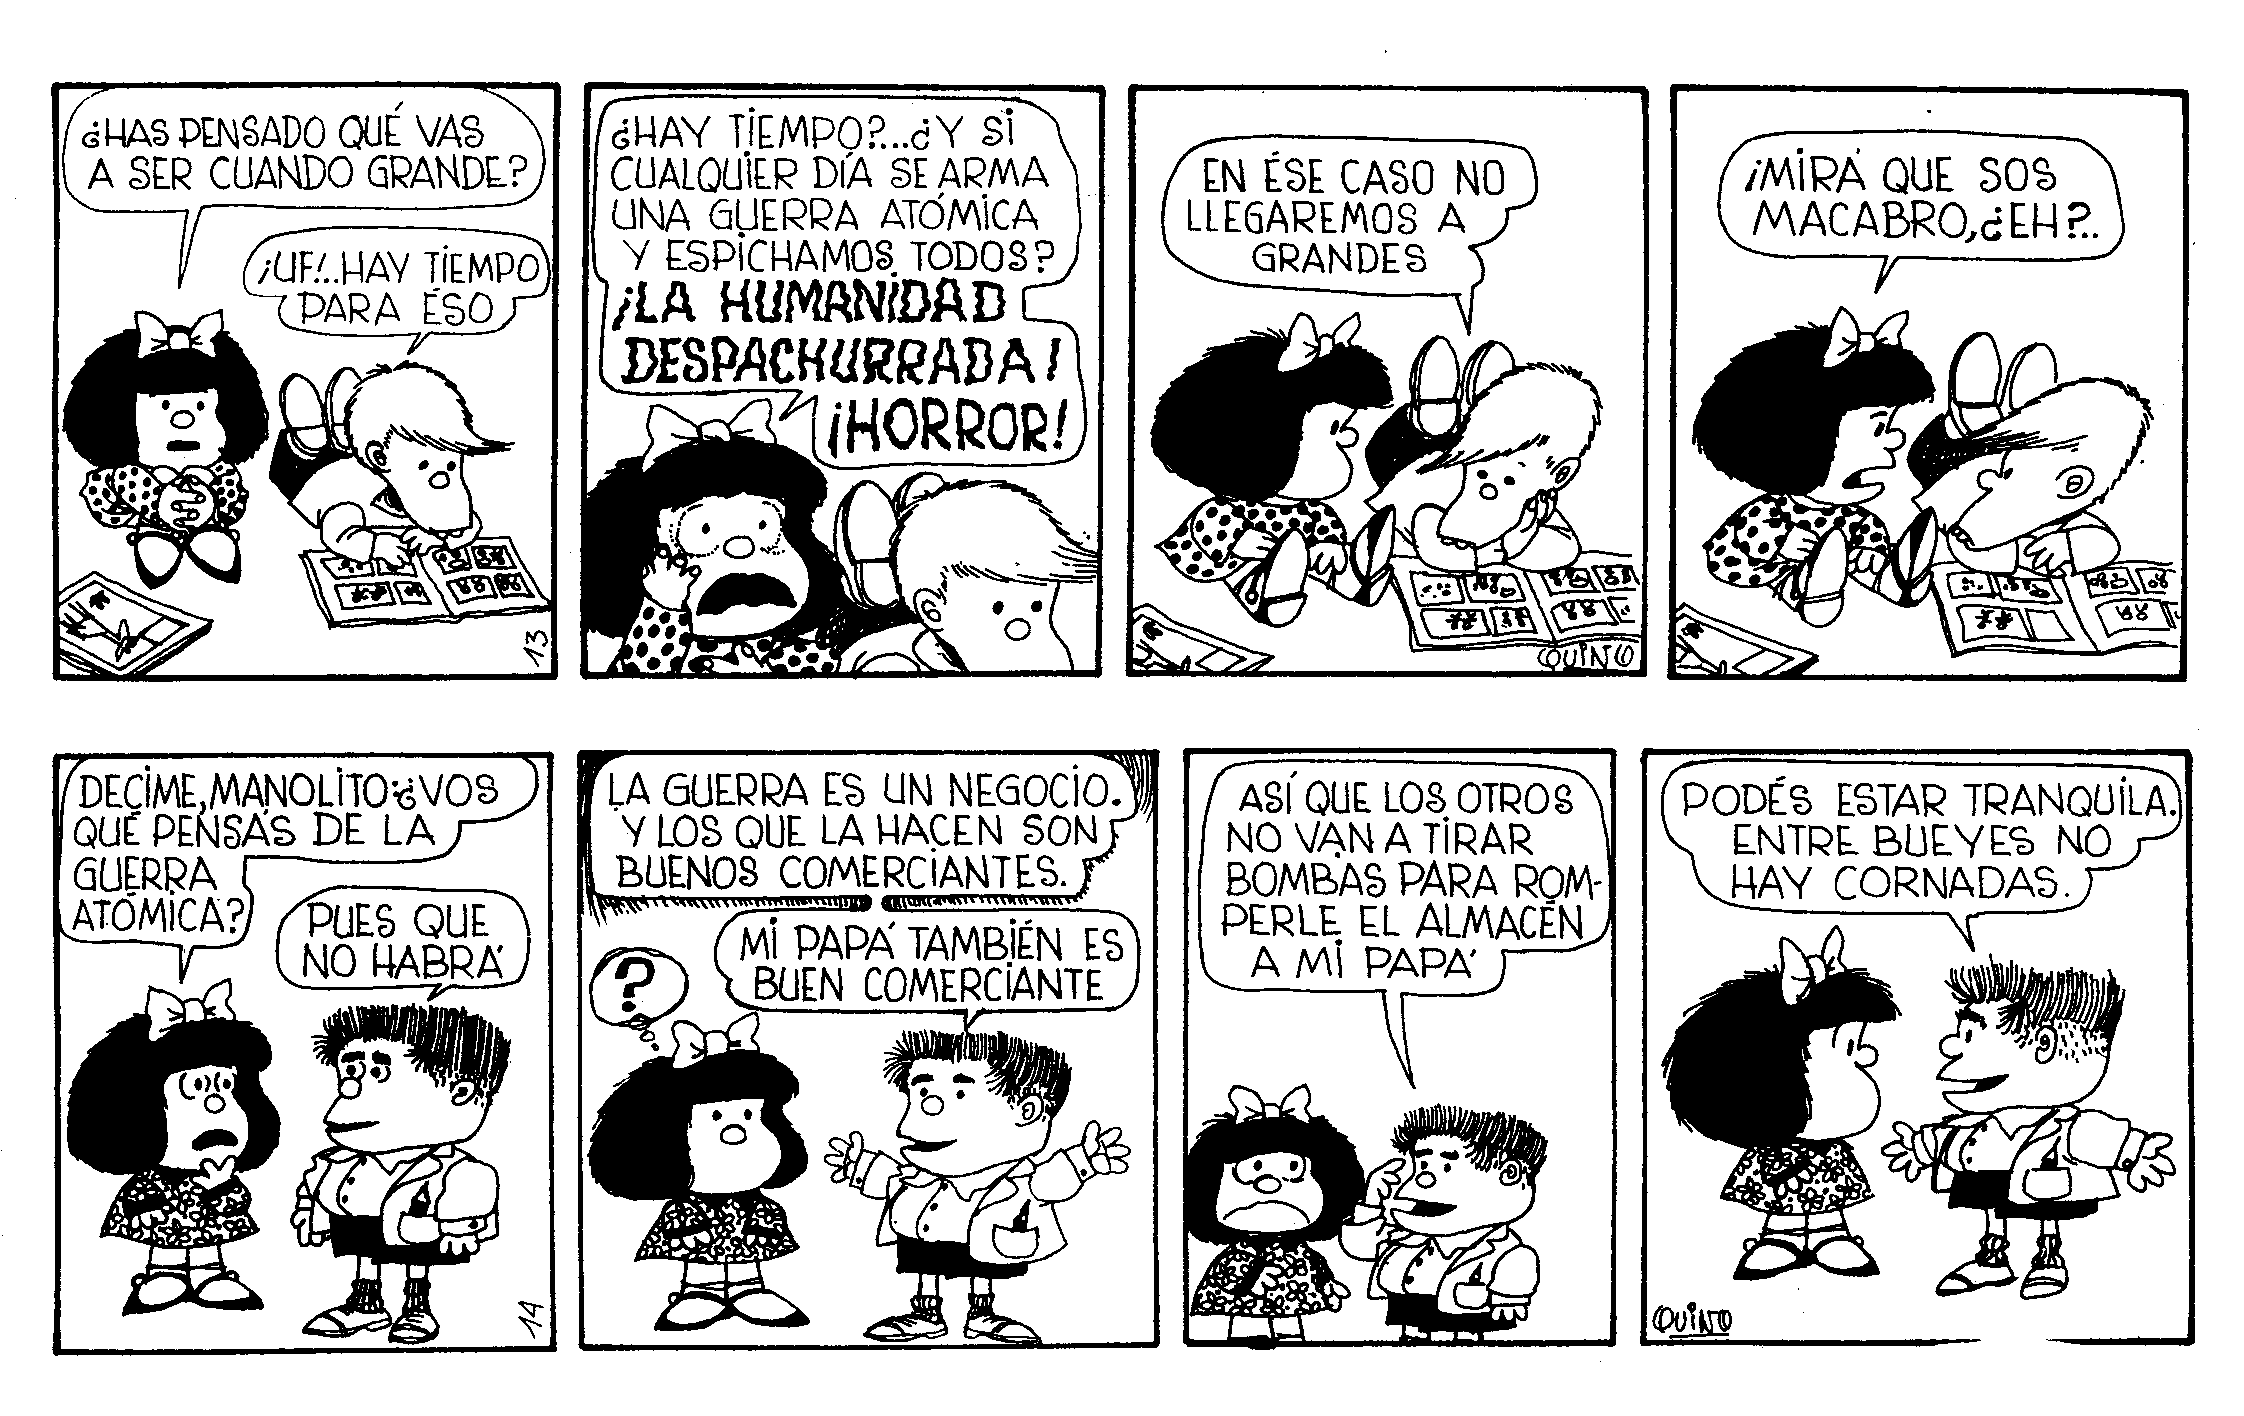 ¿HAS PENSADO QUÉ VAS
A SER CUANDO GRANDE?
¡UF!..HAY TIEMPO
PARA ÉSO
13
¿HAY TIEMPO?...¿Y SI
CUALQUIER DÍA SE ARMA
UNA GUERRA ATÓMICA
Y ESPICHAMOS TODOS?
¡LA HUMANIDAD
DESPACHURRADA!
¡HORROR!
EN ÉSE CASO NO
LLEGAREMOS A
GRANDES
QUINO
¡MIRÁ QUE SOS
MACABRO,¿EH?..
DECIME, MANOLITO:¿VOS
QUÉ PENSÁS DE LA
GUERRA
ATÓMICA?
PUES QUE
NO HABRÁ
14
LA GUERRA ES UN NEGOCIO.
Y LOS QUE LA HACEN SON
BUENOS COMERCIANTES.
?
MI PAPÁ TAMBIÉN ES
BUEN COMERCIANTE
ASÍ QUE LOS OTROS
NO VAN A TIRAR
BOMBAS PARA ROM-
PERLE EL ALMACÉN
A MI PAPÁ
PODÉS ESTAR TRANQUILA.
ENTRE BUEYES NO
HAY CORNADAS.
QUINO